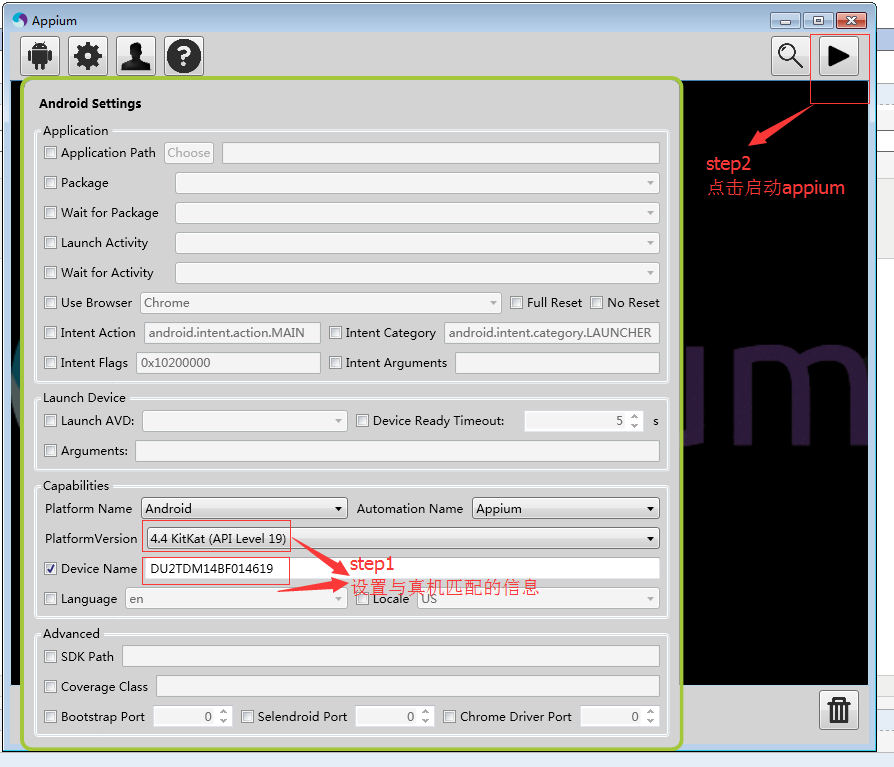 Appium
Android Settings
Application
Application Path Choose
Package
Wait for Package
Launch Activity
Wait for Activity
Use Browser Chrome Full Reset No Reset
Intent Action android.intent.action.MAIN Intent Category android.intent.category.LAUNCHER
Intent Flags 0x10200000 Intent Arguments
Launch Device
Launch AVD: Device Ready Timeout: 5 s
Arguments:
Capabilities
Platform Name Android Automation Name Appium
PlatformVersion 4.4 KitKat (API Level 19)
Device Name DU2TDM14BF014619
Language en Locale US
Advanced
SDK Path
Coverage Class
Bootstrap Port 0 Selendroid Port 0 Chrome Driver Port 0
step2
点击启动appium
step1
设置与真机匹配的信息
um